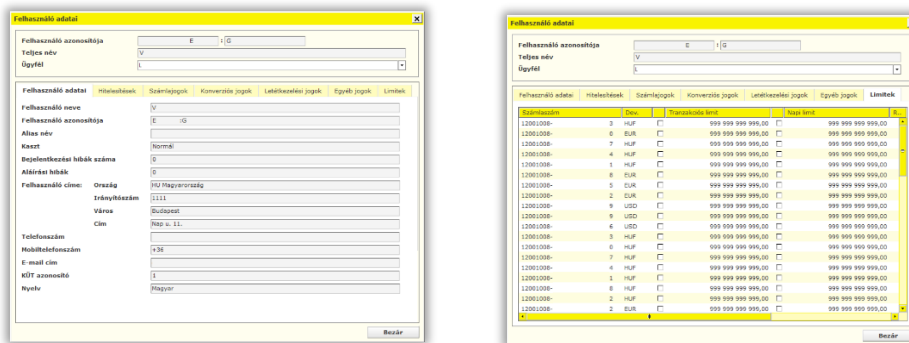 Felhasználó adatai
Felhasználó azonosítója E : G
Teljes név V
Ügyfél L
Felhasználó adatai Hitelesítések Számlajogok Konverziós jogok Letétkezelési jogok Egyéb jogok Limitek
Felhasználó neve V
Felhasználó azonosítója E :G
Alias név
Kaszt Normál
Bejelentkezési hibák száma 0
Aláírási hibák 0
Felhasználó címe: Ország HU Magyarország
Irányítószám 1111
Város Budapest
Cím Nap u. 11.
Telefonszám
Mobiltelefonszám +36
E-mail cím
KÜT azonosító 1
Nyelv Magyar
Bezár
Felhasználó adatai
Felhasználó azonosítója E : G
Teljes név V
Ügyfél L
Felhasználó adatai Hitelesítések Számlajogok Konverziós jogok Letétkezelési jogok Egyéb jogok Limitek
Számlaszám Dev. Tranzakciós limit Napi limit R...
12001008- 3 HUF 999 999 999 999,00 999 999 999 999,00
12001008- 0 EUR 999 999 999 999,00 999 999 999 999,00
12001008- 7 HUF 999 999 999 999,00 999 999 999 999,00
12001008- 4 HUF 999 999 999 999,00 999 999 999 999,00
12001008- 1 HUF 999 999 999 999,00 999 999 999 999,00
12001008- 8 EUR 999 999 999 999,00 999 999 999 999,00
12001008- 5 EUR 999 999 999 999,00 999 999 999 999,00
12001008- 2 EUR 999 999 999 999,00 999 999 999 999,00
12001008- 9 USD 999 999 999 999,00 999 999 999 999,00
12001008- 9 USD 999 999 999 999,00 999 999 999 999,00
12001008- 6 USD 999 999 999 999,00 999 999 999 999,00
12001008- 3 HUF 999 999 999 999,00 999 999 999 999,00
12001008- 0 HUF 999 999 999 999,00 999 999 999 999,00
12001008- 7 HUF 999 999 999 999,00 999 999 999 999,00
12001008- 4 HUF 999 999 999 999,00 999 999 999 999,00
12001008- 1 HUF 999 999 999 999,00 999 999 999 999,00
12001008- 8 HUF 999 999 999 999,00 999 999 999 999,00
12001008- 2 HUF 999 999 999 999,00 999 999 999 999,00
12001008- 2 EUR 999 999 999 999,00 999 999 999 999,00
Bezár